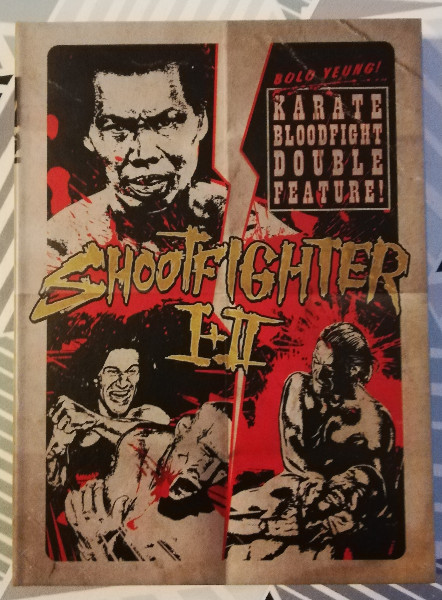 BOLO YEUNG!
KARATE
BLOODFIGHT
DOUBLE
FEATURE!
SHOOTFIGHTER
I+II